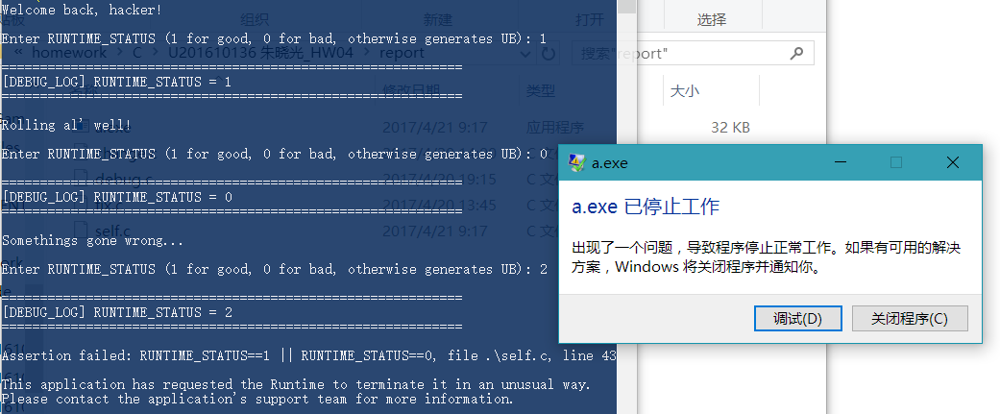 Welcome back, hacker!
组织
新建
打开
选择
Enter RUNTIME_STATUS (1 for good, 0 for bad, otherwise generates UB): 1
« homework > C > U201610136 朱晓光_HW04 > report
搜索"report"
================================================================
[DEBUG_LOG] RUNTIME_STATUS = 1
================================================================
修改日期
类型
大小
Rolling al' well!
2017/4/21 9:17
应用程序
32 KB
Enter RUNTIME_STATUS (1 for good, 0 for bad, otherwise generates UB): 0
================================================================
debug.c
2017/4/20 19:15
C 文
[DEBUG_LOG] RUNTIME_STATUS = 0
================================================================
fix.c
2017/4/20 13:45
C 文
self.c
2017/4/21 9:17
C 文
Somethings gone wrong...
Enter RUNTIME_STATUS (1 for good, 0 for bad, otherwise generates UB): 2
================================================================
[DEBUG_LOG] RUNTIME_STATUS = 2
================================================================
Assertion failed: RUNTIME_STATUS==1 || RUNTIME_STATUS==0, file .\self.c, line 43
This application has requested the Runtime to terminate it in an unusual way.
Please contact the application's support team for more information.
a.exe
a.exe 已停止工作
出现了一个问题，导致程序停止正常工作。如果有可用的解决
方案，Windows 将关闭程序并通知你。
调试(D)
关闭程序(C)